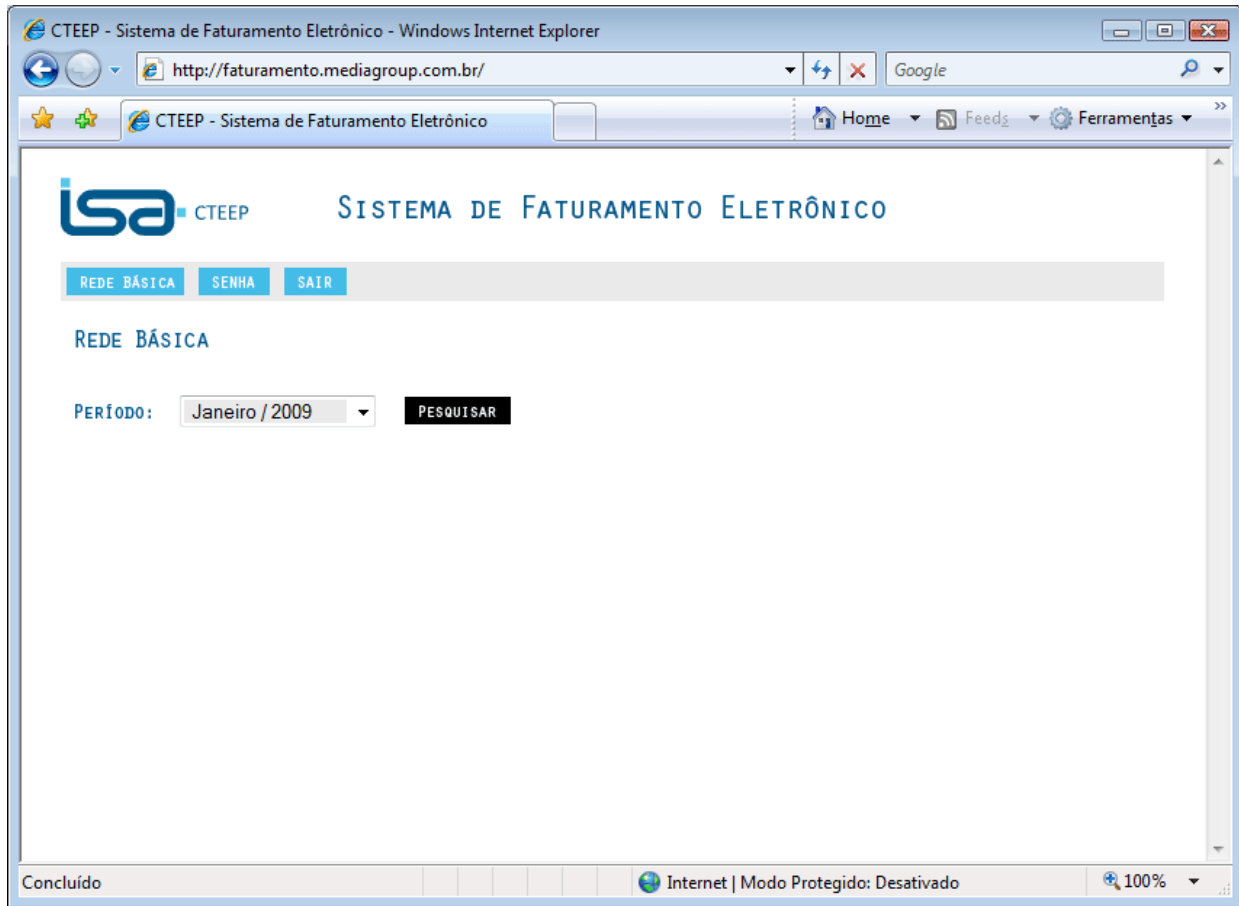 CTEEP - Sistema de Faturamento Eletrônico - Windows Internet Explorer
http://faturamento.mediagroup.com.br/ Google
CTEEP - Sistema de Faturamento Eletrônico Home Feeds Ferramentas »
isa CTEEP Sistema de Faturamento Eletrônico
Rede Básica SENHA SAIR
Rede Básica
Período: Janeiro / 2009 Pesquisar
Concluído Internet | Modo Protegido: Desativado 100%